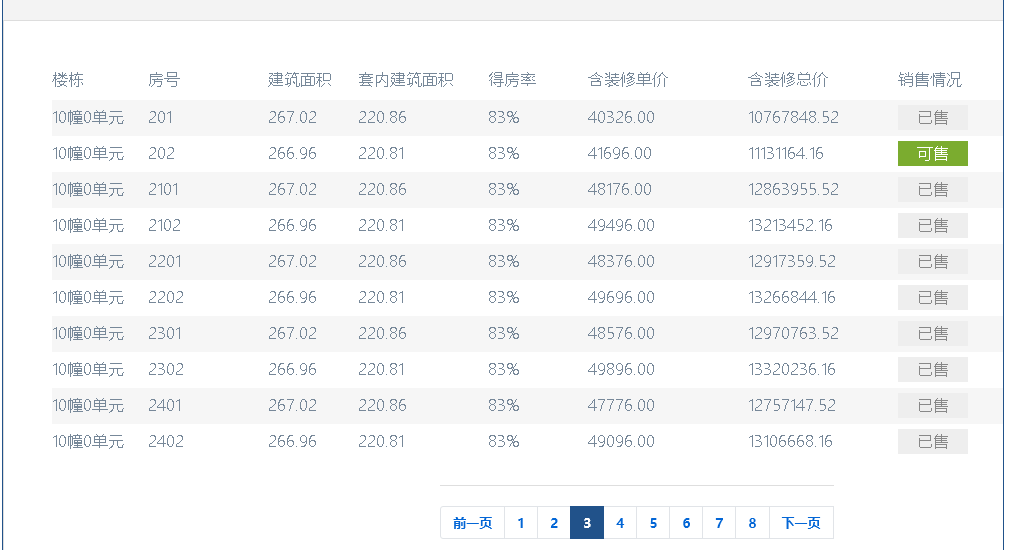 楼栋 房号 建筑面积 套内建筑面积 得房率 含装修单价 含装修总价 销售情况
10幢0单元 201 267.02 220.86 83% 40326.00 10767848.52 已售
10幢0单元 202 266.96 220.81 83% 41696.00 11131164.16 可售
10幢0单元 2101 267.02 220.86 83% 48176.00 12863955.52 已售
10幢0单元 2102 266.96 220.81 83% 49496.00 13213452.16 已售
10幢0单元 2201 267.02 220.86 83% 48376.00 12917359.52 已售
10幢0单元 2202 266.96 220.81 83% 49696.00 13266844.16 已售
10幢0单元 2301 267.02 220.86 83% 48576.00 12970763.52 已售
10幢0单元 2302 266.96 220.81 83% 49896.00 13320236.16 已售
10幢0单元 2401 267.02 220.86 83% 47776.00 12757147.52 已售
10幢0单元 2402 266.96 220.81 83% 49096.00 13106668.16 已售
前一页 1 2 3 4 5 6 7 8 下一页